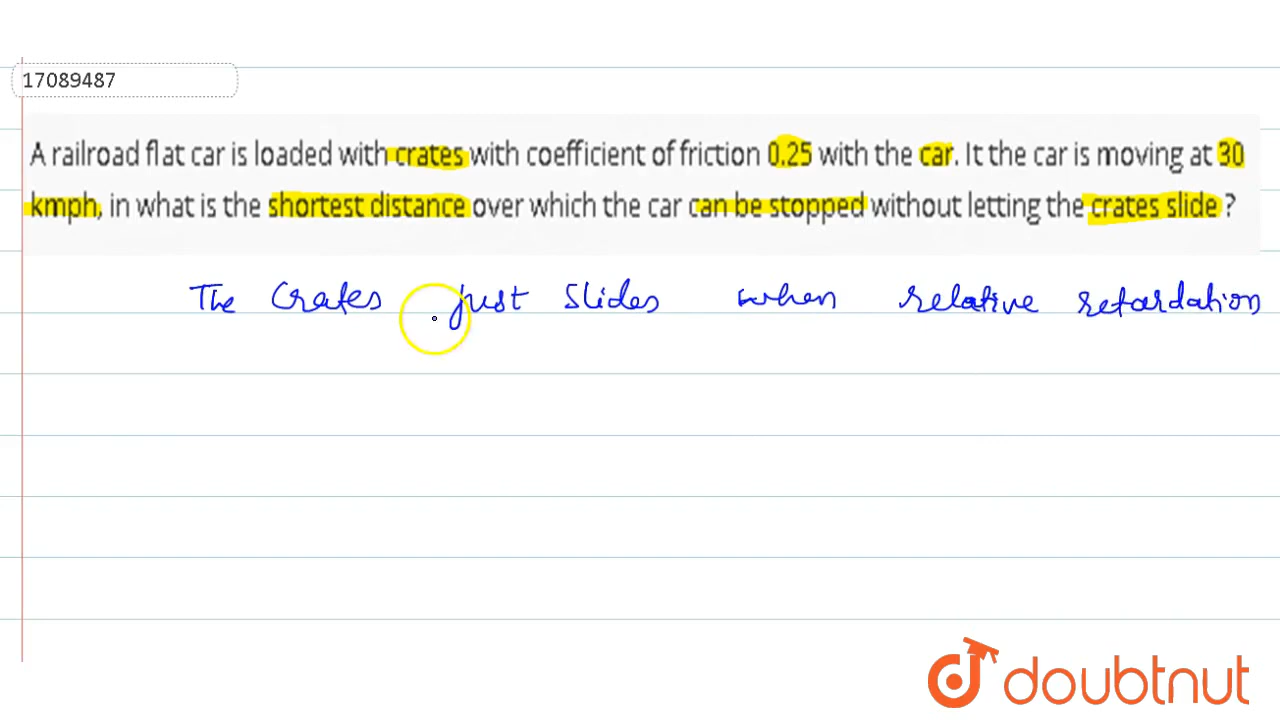 17089487
A railroad flat car is loaded with crates with coefficient of friction 0.25 with the car. It the car is moving at 30
kmph, in what is the shortest distance over which the car can be stopped without letting the crates slide ?
The Crates just Slides when relative retardation
doubtnut